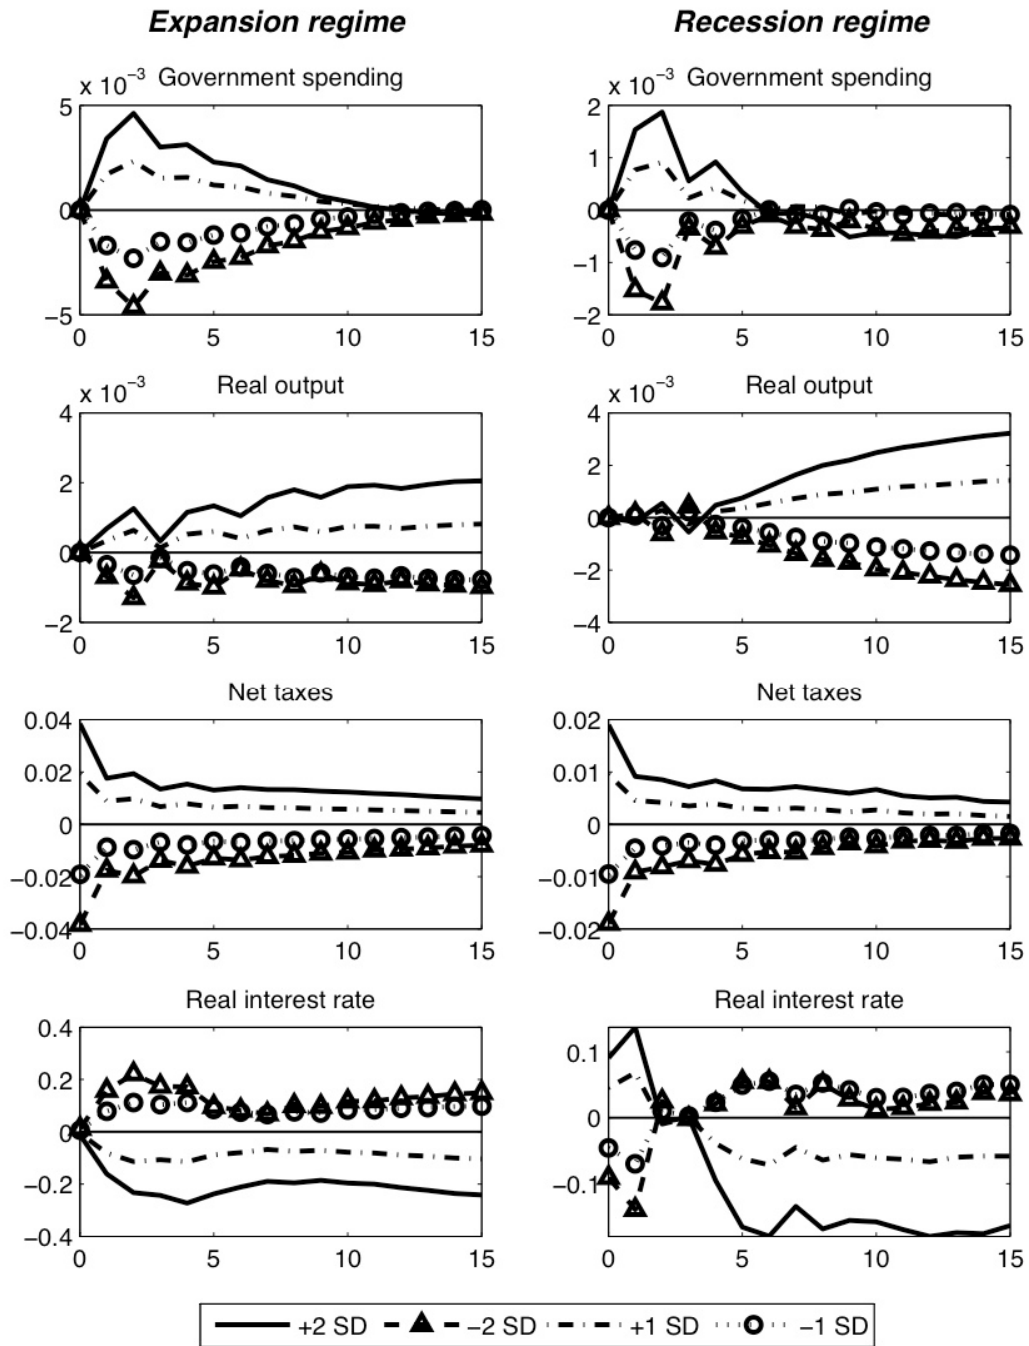 Expansion regime Recession regime
x 10⁻³ Government spending x 10⁻³ Government spending
5 2
1
0 0
−1
−5 −2
0 5 10 15 0 5 10 15
x 10⁻³ Real output x 10⁻³ Real output
4 4
2 2
0 0
−2
−2 −4
0 5 10 15 0 5 10 15
Net taxes Net taxes
0.04 0.02
0.02 0.01
0 0
−0.02 −0.01
−0.04 −0.02
0 5 10 15 0 5 10 15
Real interest rate Real interest rate
0.4
0.2 0.1
0 0
−0.2 −0.1
−0.4
0 5 10 15 0 5 10 15
+2 SD −2 SD +1 SD −1 SD